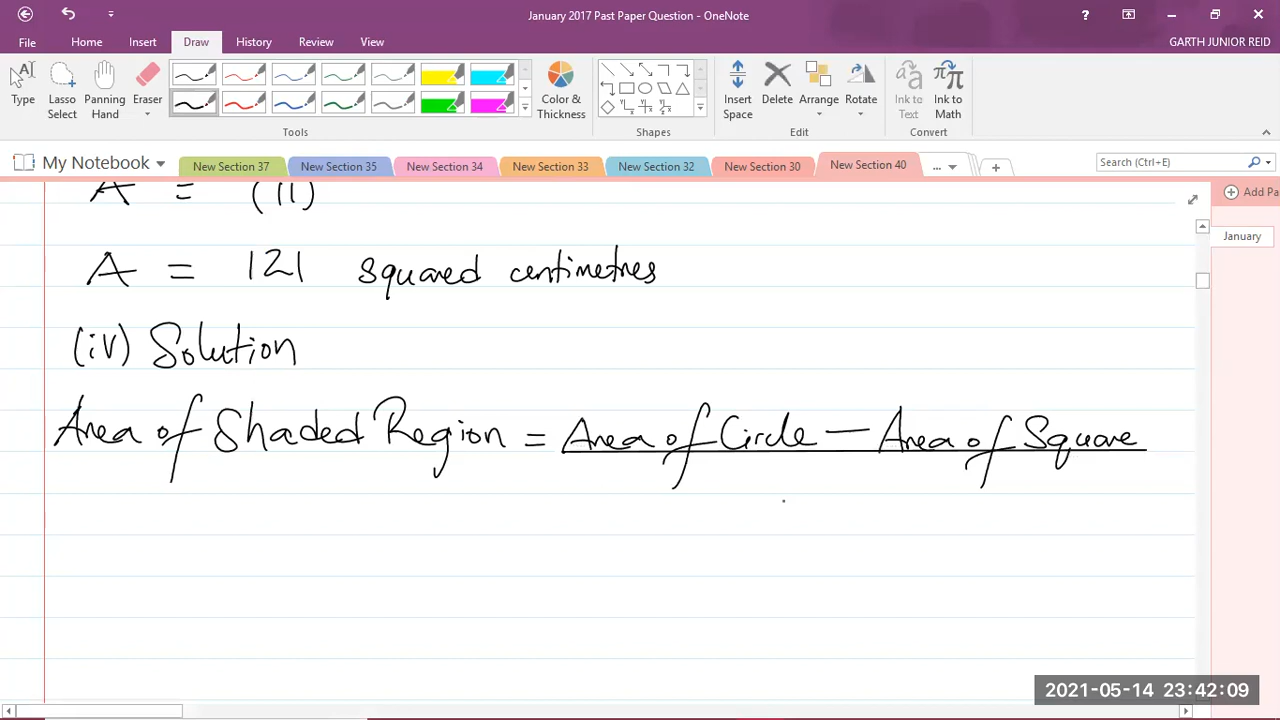 January 2017 Past Paper Question - OneNote
?
File Home Insert Draw History Review View
GARTH JUNIOR REID
Type
Lasso Select
Panning Hand
Eraser
Color & Thickness
Insert Space
Delete
Arrange
Rotate
Ink to Text
Ink to Math
Tools
Shapes
Edit
Convert
My Notebook
New Section 37
New Section 35
New Section 34
New Section 33
New Section 32
New Section 30
New Section 40
...
Search (Ctrl+E)
Add Pa
January
A = (11)
A = 121 squared centimetres
(iv) Solution
Area of Shaded Region = Area of Circle — Area of Square
2021-05-14 23:42:09